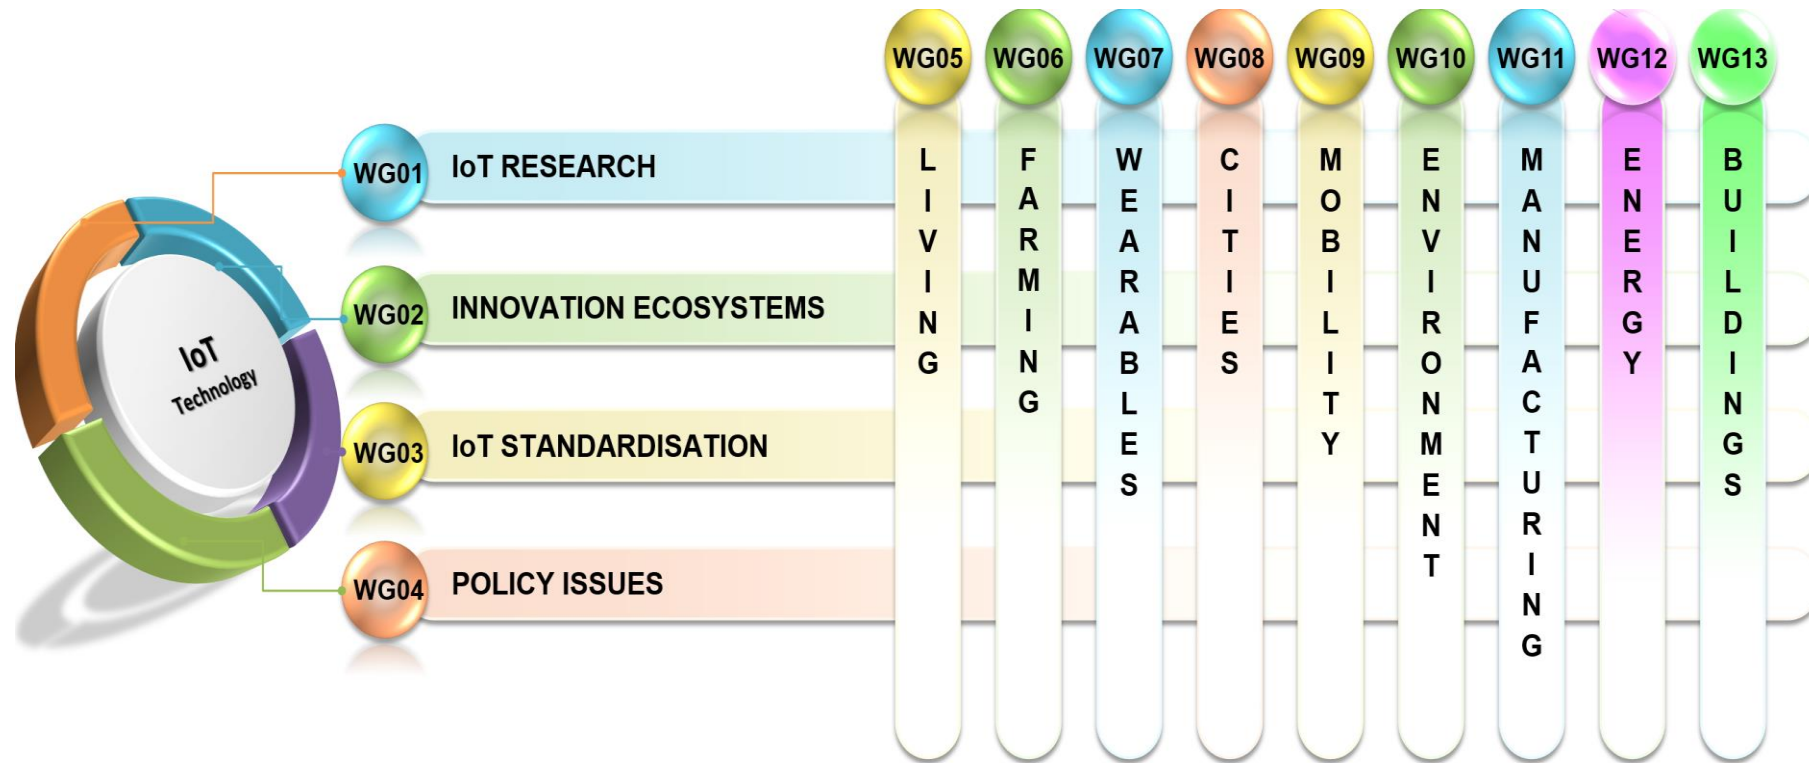 WG05 WG06 WG07 WG08 WG09 WG10 WG11 WG12 WG13
WG01 IoT RESEARCH
WG02 INNOVATION ECOSYSTEMS
WG03 IoT STANDARDISATION
WG04 POLICY ISSUES
IoT
Technology
LIVING
FARMING
WEARABLES
CITIES
MOBILITY
ENVIRONMENT
MANUFACTURING
ENERGY
BUILDINGS